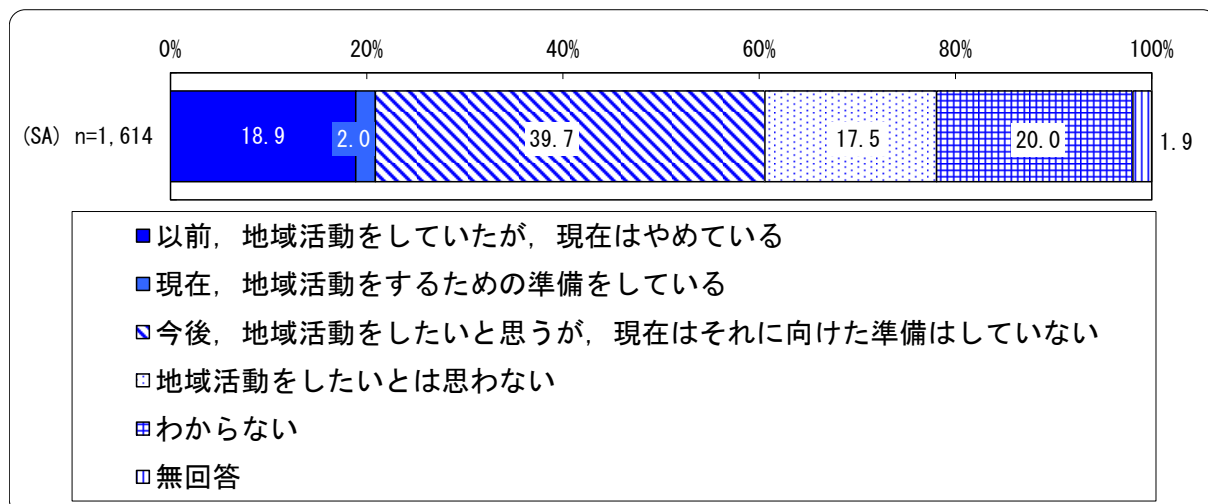 0% 20% 40% 60% 80% 100%
(SA) n=1,614 18.9 2.0 39.7 17.5 20.0 1.9
以前，地域活動をしていたが，現在はやめている
現在，地域活動をするための準備をしている
今後，地域活動をしたいと思うが，現在はそれに向けた準備はしていない
地域活動をしたいとは思わない
わからない
無回答